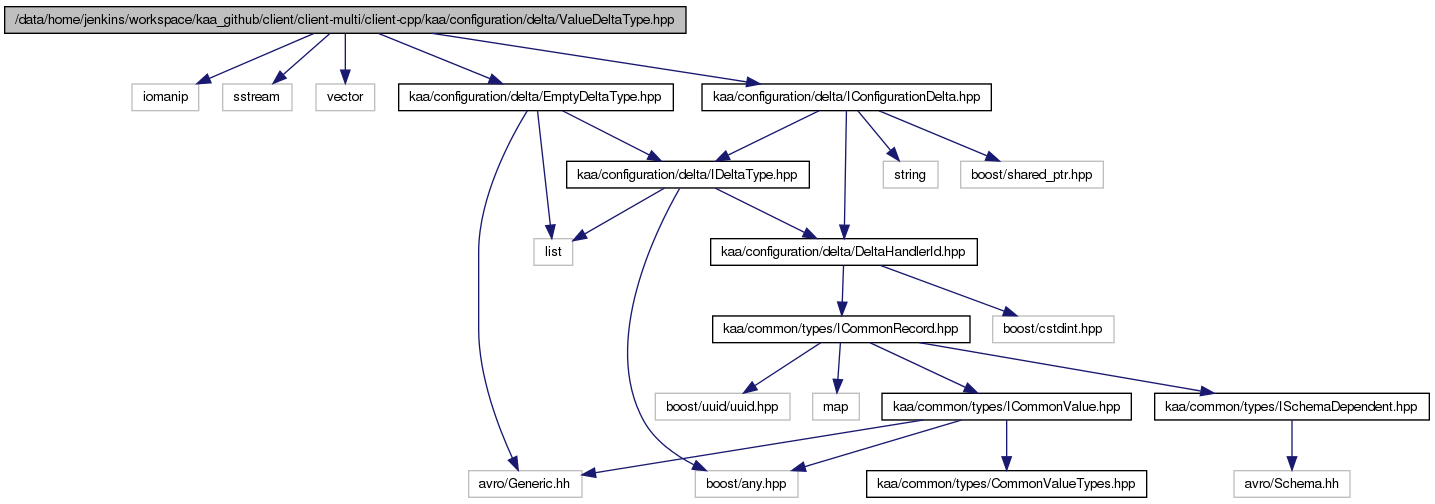 /data/home/jenkins/workspace/kaa_github/client/client-multi/client-cpp/kaa/configuration/delta/ValueDeltaType.hpp
iomanip
sstream
vector
kaa/configuration/delta/EmptyDeltaType.hpp
kaa/configuration/delta/IConfigurationDelta.hpp
kaa/configuration/delta/IDeltaType.hpp
string
boost/shared_ptr.hpp
list
kaa/configuration/delta/DeltaHandlerId.hpp
kaa/common/types/ICommonRecord.hpp
boost/cstdint.hpp
boost/uuid/uuid.hpp
map
kaa/common/types/ICommonValue.hpp
kaa/common/types/ISchemaDependent.hpp
avro/Generic.hh
boost/any.hpp
kaa/common/types/CommonValueTypes.hpp
avro/Schema.hh